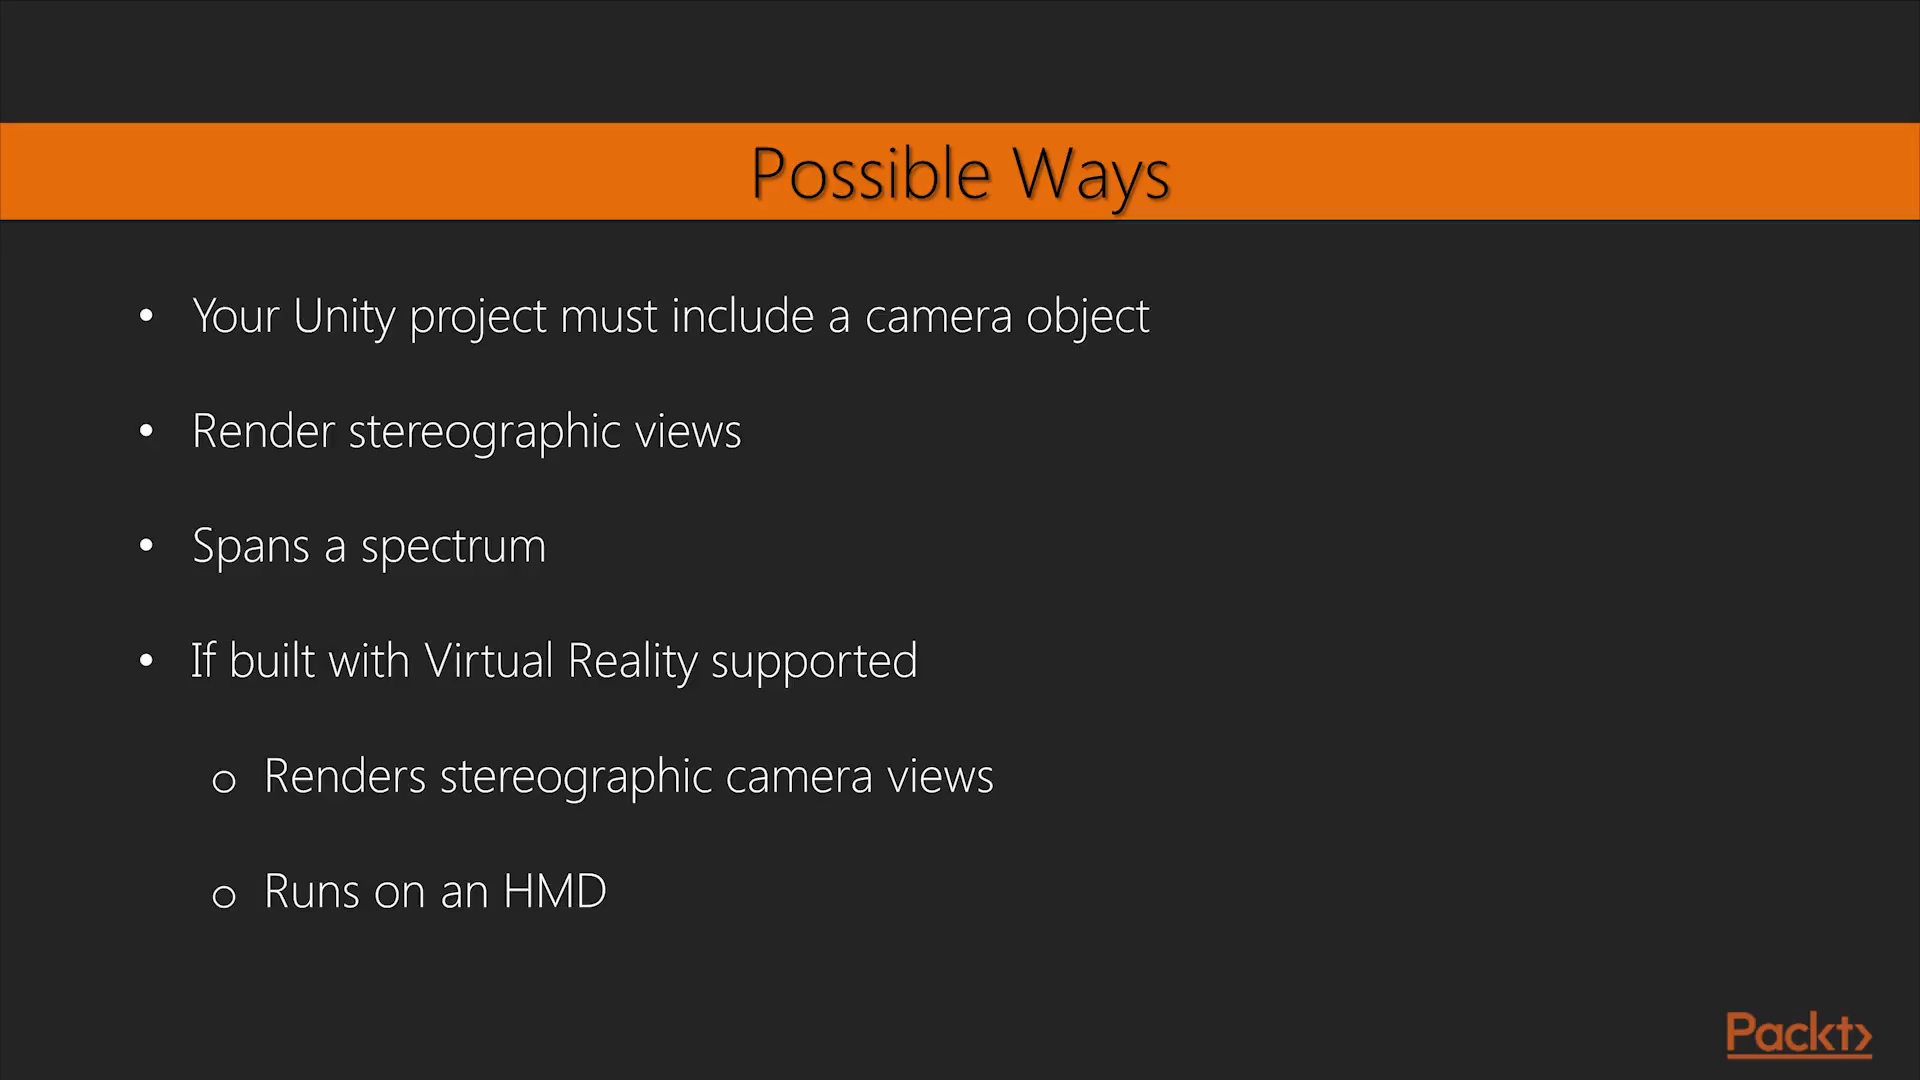 Possible Ways
• Your Unity project must include a camera object
• Render stereographic views
• Spans a spectrum
• If built with Virtual Reality supported
o Renders stereographic camera views
o Runs on an HMD
Packt>